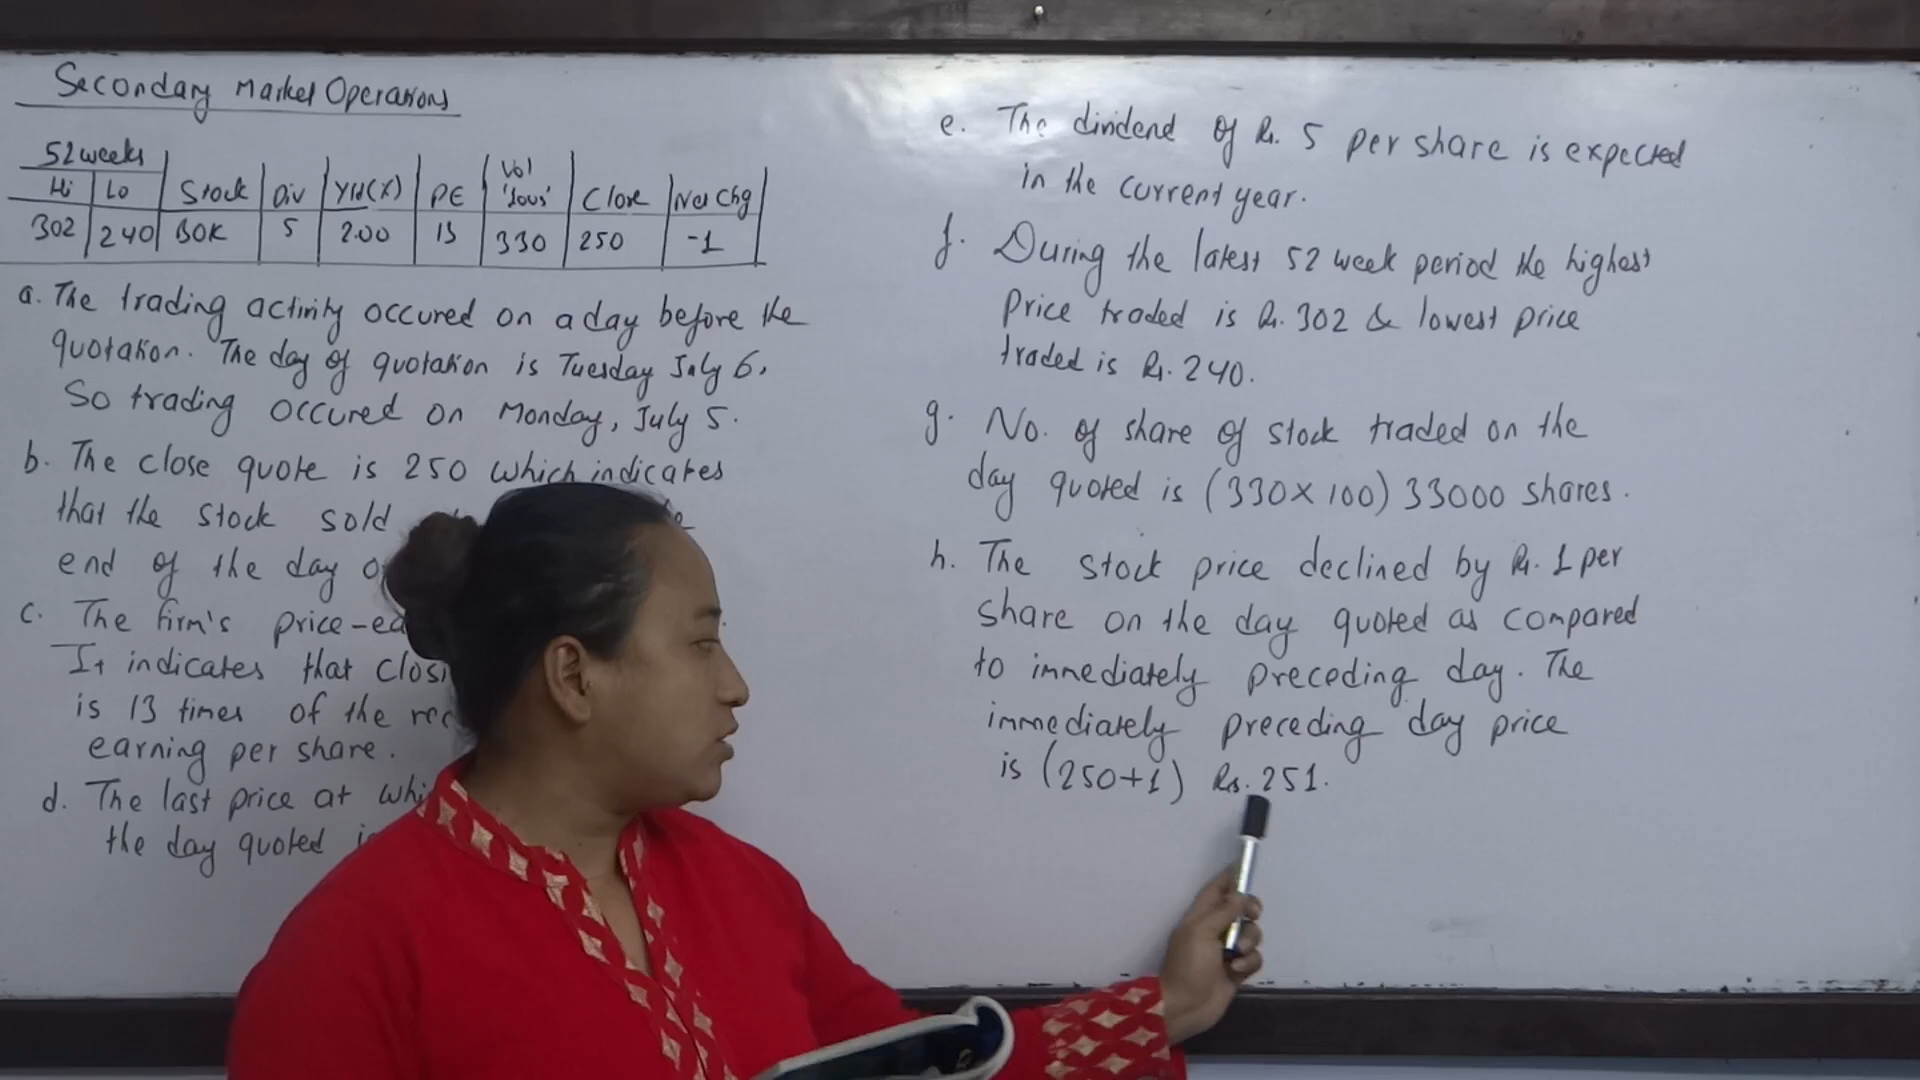 Secondary Market Operations
52 weeks
Hi Lo Stock Div Yld(%) PE Vol '100s' Close Net Chg
302 240 BOK 5 2.00 13 330 250 -1
a. The trading activity occured on a day before the
quotation. The day of quotation is Tuesday July 6,
So trading occured on Monday, July 5.
b. The close quote is 250 which indicates
that the stock sold
end of the day
c. The firm's price-ea
It indicates that closi
is 13 times of the
earning per share.
d. The last price at whi
the day quoted
e. The dividend of Rs. 5 per share is expected
in the current year.
f. During the latest 52 week period the highest
price traded is Rs. 302 & lowest price
traded is Rs. 240.
g. No. of share of stock traded on the
day quoted is (330 × 100) 33000 shares.
h. The stock price declined by Rs. 1 per
share on the day quoted as compared
to immediately preceding day. The
immediately preceding day price
is (250+1) Rs. 251.